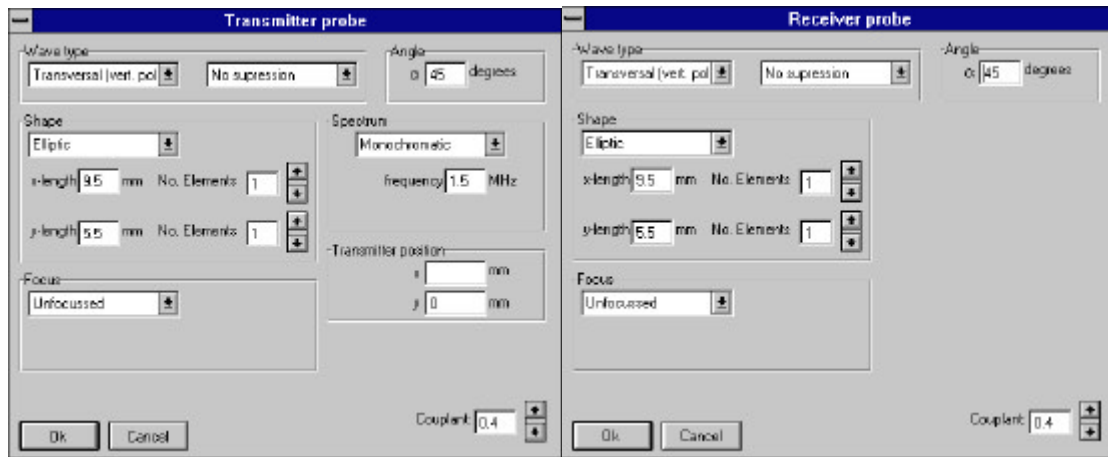 Transmitter probe
Wave type
Transversal (vert. pol
No supression
Angle
α 45 degrees
Shape
Elliptic
x-length 9.5 mm No. Elements 1
y-length 5.5 mm No. Elements 1
Spectrum
Monochromatic
frequency 1.5 MHz
Transmitter position
x mm
y 0 mm
Focus
Unfocussed
Couplant 0.4
Ok Cancel
Receiver probe
Wave type
Transversal (vert. pol
No supression
Angle
α 45 degrees
Shape
Elliptic
x-length 9.5 mm No. Elements 1
y-length 5.5 mm No. Elements 1
Focus
Unfocussed
Couplant 0.4
Ok Cancel